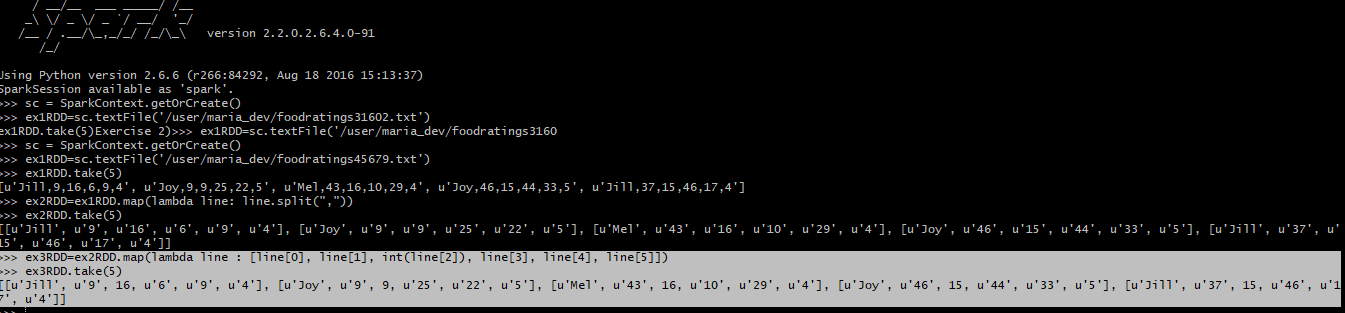 version 2.2.0.2.6.4.0-91
Using Python version 2.6.6 (r266:84292, Aug 18 2016 15:13:37)
SparkSession available as 'spark'.
>>> sc = SparkContext.getOrCreate()
>>> ex1RDD=sc.textFile('/user/maria_dev/foodratings31602.txt')
ex1RDD.take(5)Exercise 2)>>> ex1RDD=sc.textFile('/user/maria_dev/foodratings3160
>>> sc = SparkContext.getOrCreate()
>>> ex1RDD=sc.textFile('/user/maria_dev/foodratings45679.txt')
>>> ex1RDD.take(5)
[u'Jill,9,16,6,9,4', u'Joy,9,9,25,22,5', u'Mel,43,16,10,29,4', u'Joy,46,15,44,33,5', u'Jill,37,15,46,17,4']
>>> ex2RDD=ex1RDD.map(lambda line: line.split(","))
>>> ex2RDD.take(5)
[[u'Jill', u'9', u'16', u'6', u'9', u'4'], [u'Joy', u'9', u'9', u'25', u'22', u'5'], [u'Mel', u'43', u'16', u'10', u'29', u'4'], [u'Joy', u'46', u'15', u'44', u'33', u'5'], [u'Jill', u'37', u'
15', u'46', u'17', u'4']]
>>> ex3RDD=ex2RDD.map(lambda line : [line[0], line[1], int(line[2]), line[3], line[4], line[5]])
>>> ex3RDD.take(5)
[[u'Jill', u'9', 16, u'6', u'9', u'4'], [u'Joy', u'9', 9, u'25', u'22', u'5'], [u'Mel', u'43', 16, u'10', u'29', u'4'], [u'Joy', u'46', 15, u'44', u'33', u'5'], [u'Jill', u'37', 15, u'46', u'1
7', u'4']]
>>>